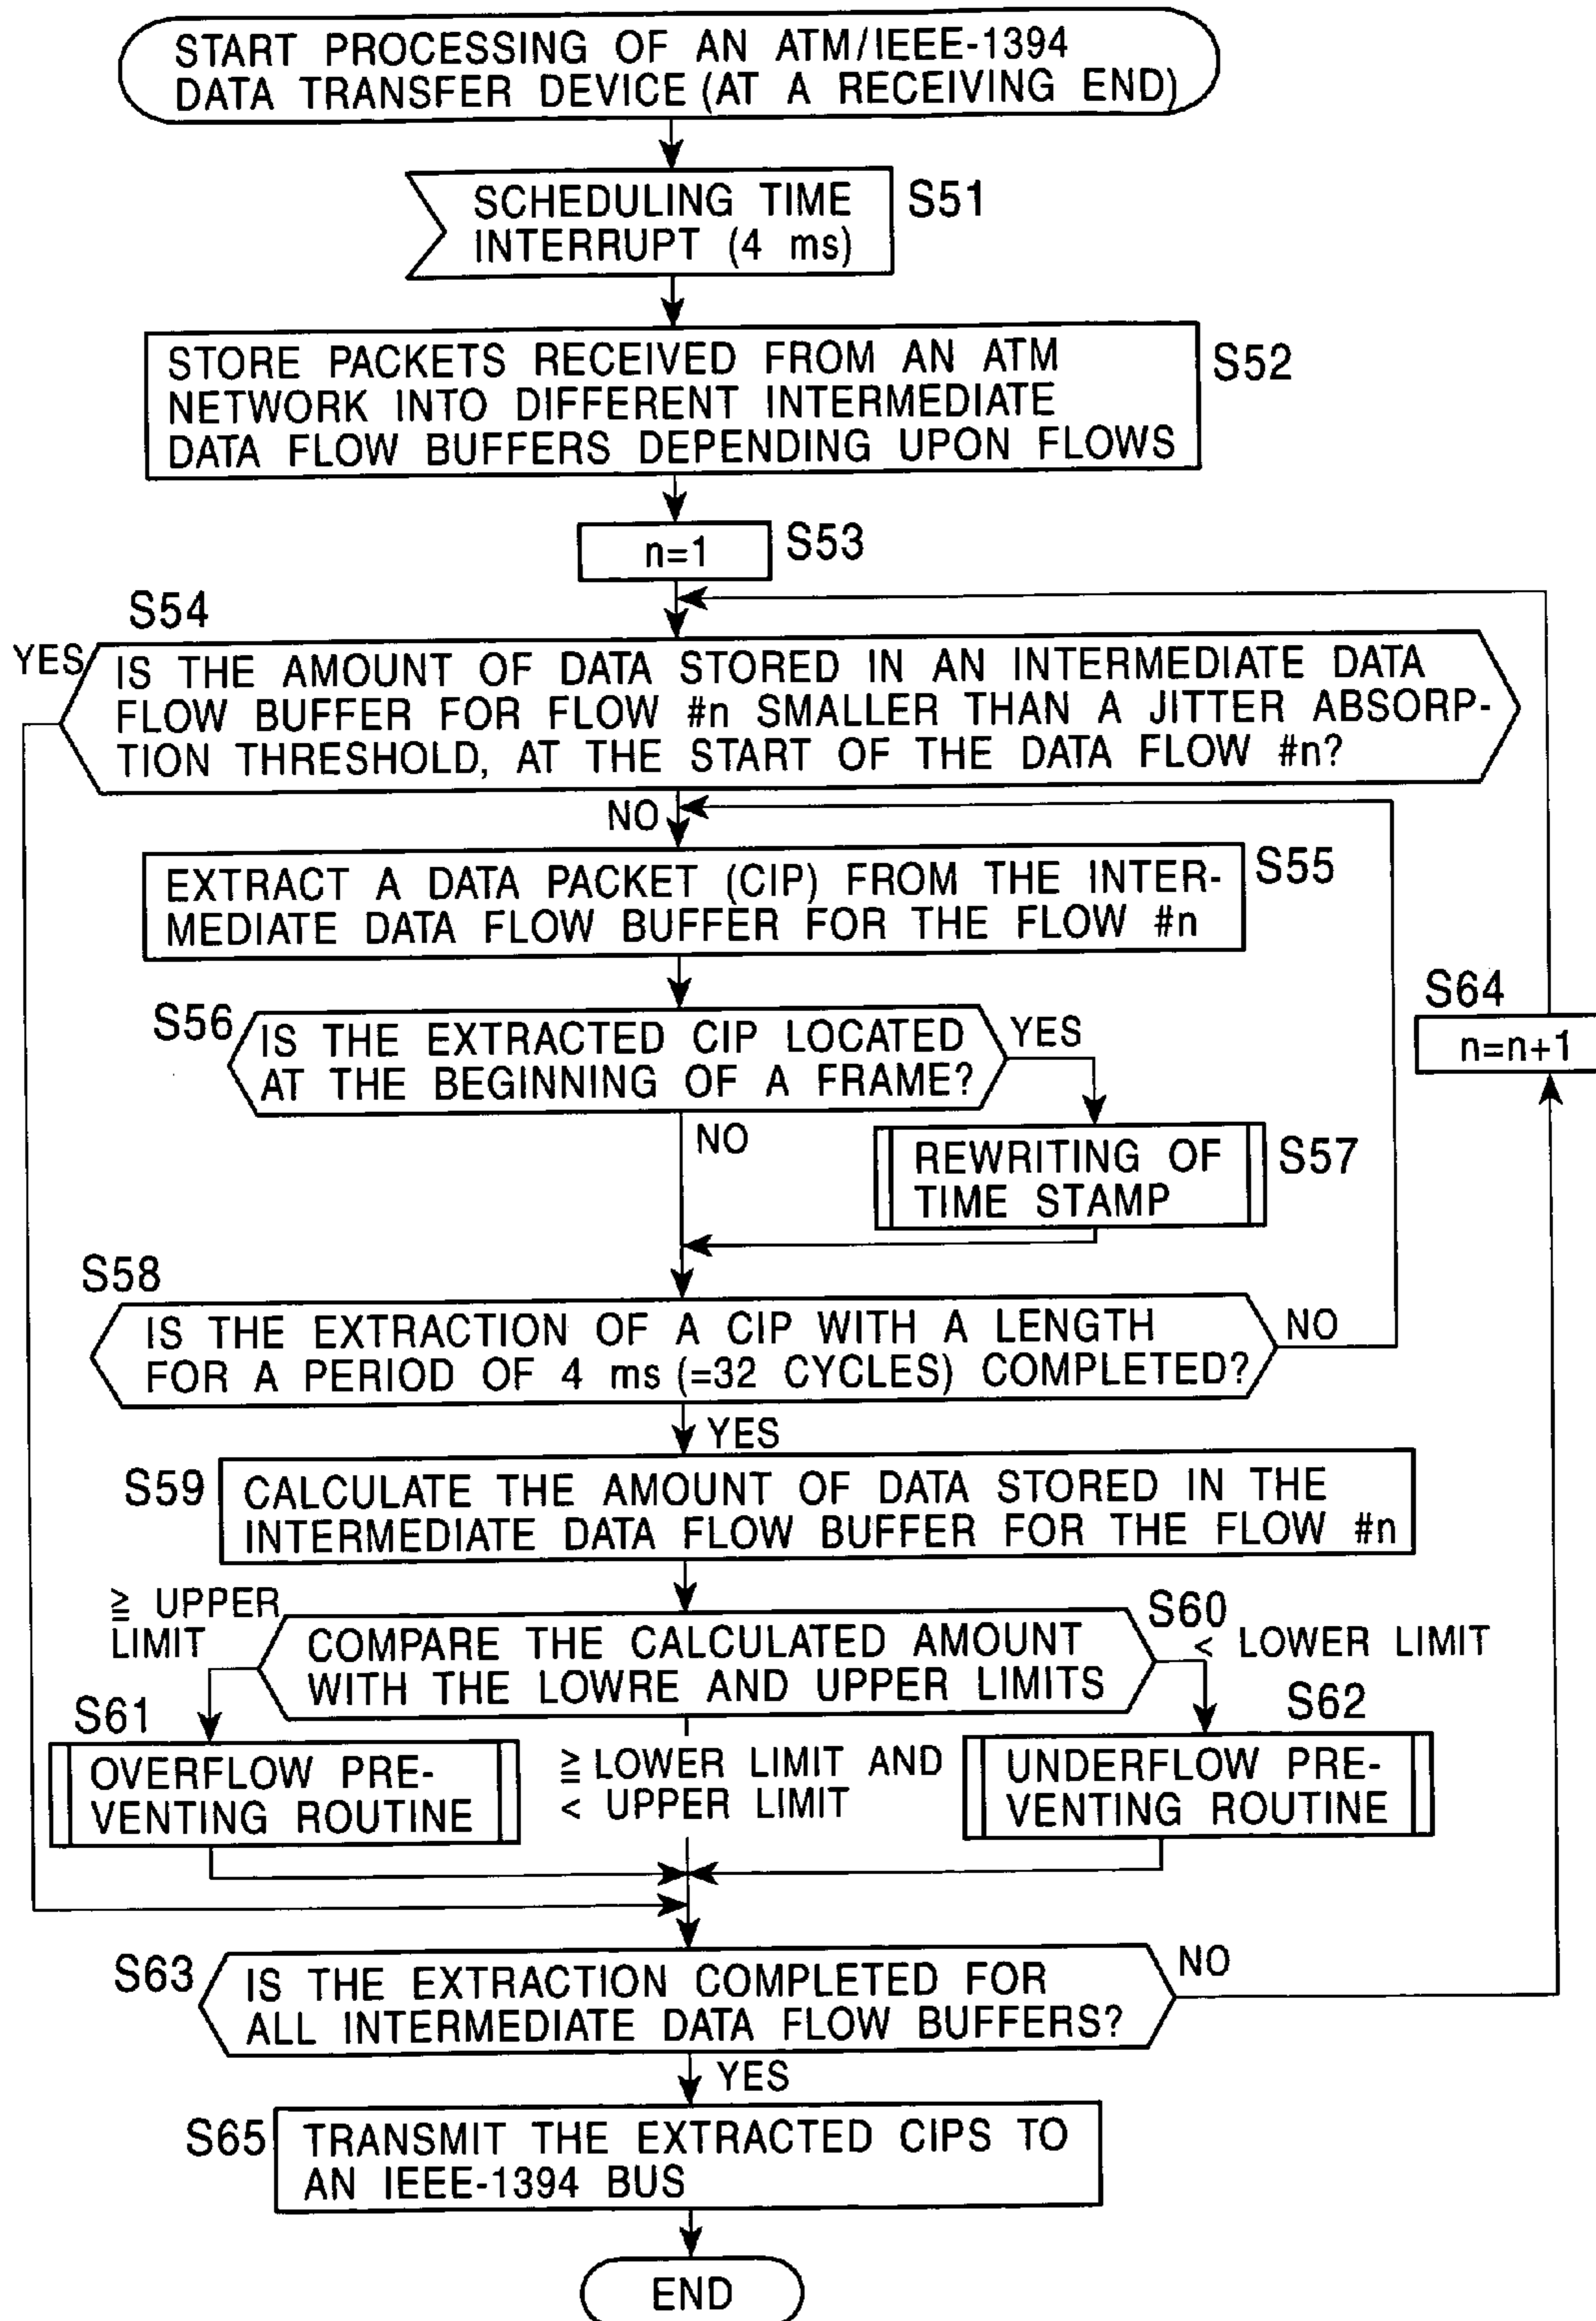 START PROCESSING OF AN ATM/IEEE-1394
DATA TRANSFER DEVICE (AT A RECEIVING END)
SCHEDULING TIME
INTERRUPT (4 ms)
S51
STORE PACKETS RECEIVED FROM AN ATM
NETWORK INTO DIFFERENT INTERMEDIATE
DATA FLOW BUFFERS DEPENDING UPON FLOWS
S52
n=1
S53
S54
YES
IS THE AMOUNT OF DATA STORED IN AN INTERMEDIATE DATA
FLOW BUFFER FOR FLOW #n SMALLER THAN A JITTER ABSORP-
TION THRESHOLD, AT THE START OF THE DATA FLOW #n?
NO
EXTRACT A DATA PACKET (CIP) FROM THE INTER-
MEDIATE DATA FLOW BUFFER FOR THE FLOW #n
S55
S56
IS THE EXTRACTED CIP LOCATED
AT THE BEGINNING OF A FRAME?
YES
S64
n=n+1
NO
REWRITING OF
TIME STAMP
S57
S58
IS THE EXTRACTION OF A CIP WITH A LENGTH
FOR A PERIOD OF 4 ms (=32 CYCLES) COMPLETED?
NO
YES
S59
CALCULATE THE AMOUNT OF DATA STORED IN THE
INTERMEDIATE DATA FLOW BUFFER FOR THE FLOW #n
≧ UPPER
LIMIT
COMPARE THE CALCULATED AMOUNT
WITH THE LOWRE AND UPPER LIMITS
S60
< LOWER LIMIT
S61
OVERFLOW PRE-
VENTING ROUTINE
≧ LOWER LIMIT AND
< UPPER LIMIT
S62
UNDERFLOW PRE-
VENTING ROUTINE
S63
IS THE EXTRACTION COMPLETED FOR
ALL INTERMEDIATE DATA FLOW BUFFERS?
NO
YES
S65
TRANSMIT THE EXTRACTED CIPS TO
AN IEEE-1394 BUS
END